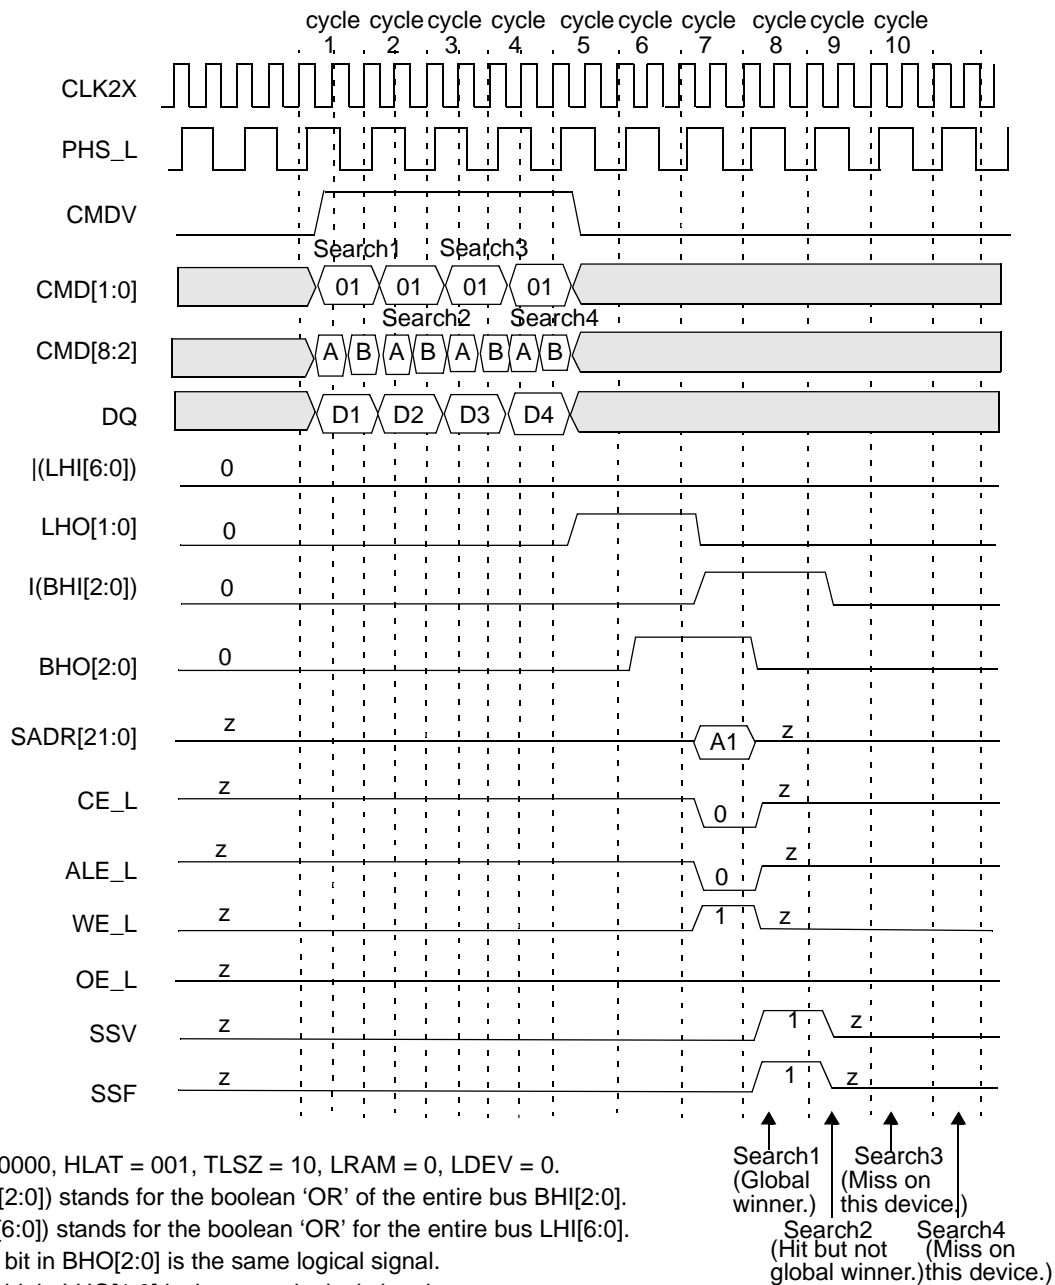 cycle cycle cycle cycle cycle cycle cycle cycle cycle cycle
1 2 3 4 5 6 7 8 9 10
CLK2X
PHS_L
CMDV
Search1 Search3
CMD[1:0] 01 01 01 01
Search2 Search4
CMD[8:2] A B A B A B A B
DQ D1 D2 D3 D4
|(LHI[6:0]) 0
LHO[1:0] 0
I(BHI[2:0]) 0
BHO[2:0] 0
SADR[21:0] z A1 z
CE_L z 0 z
ALE_L z 0 z
WE_L z 1 z
OE_L z
SSV z 1 z
SSF z 1 z
Search1 (Global winner.)
Search3 (Miss on this device.)
Search2 (Hit but not global winner.)
Search4 (Miss on this device.)
0000, HLAT = 001, TLSZ = 10, LRAM = 0, LDEV = 0.
[2:0]) stands for the boolean ‘OR’ of the entire bus BHI[2:0].
[6:0]) stands for the boolean ‘OR’ for the entire bus LHI[6:0].
bit in BHO[2:0] is the same logical signal.